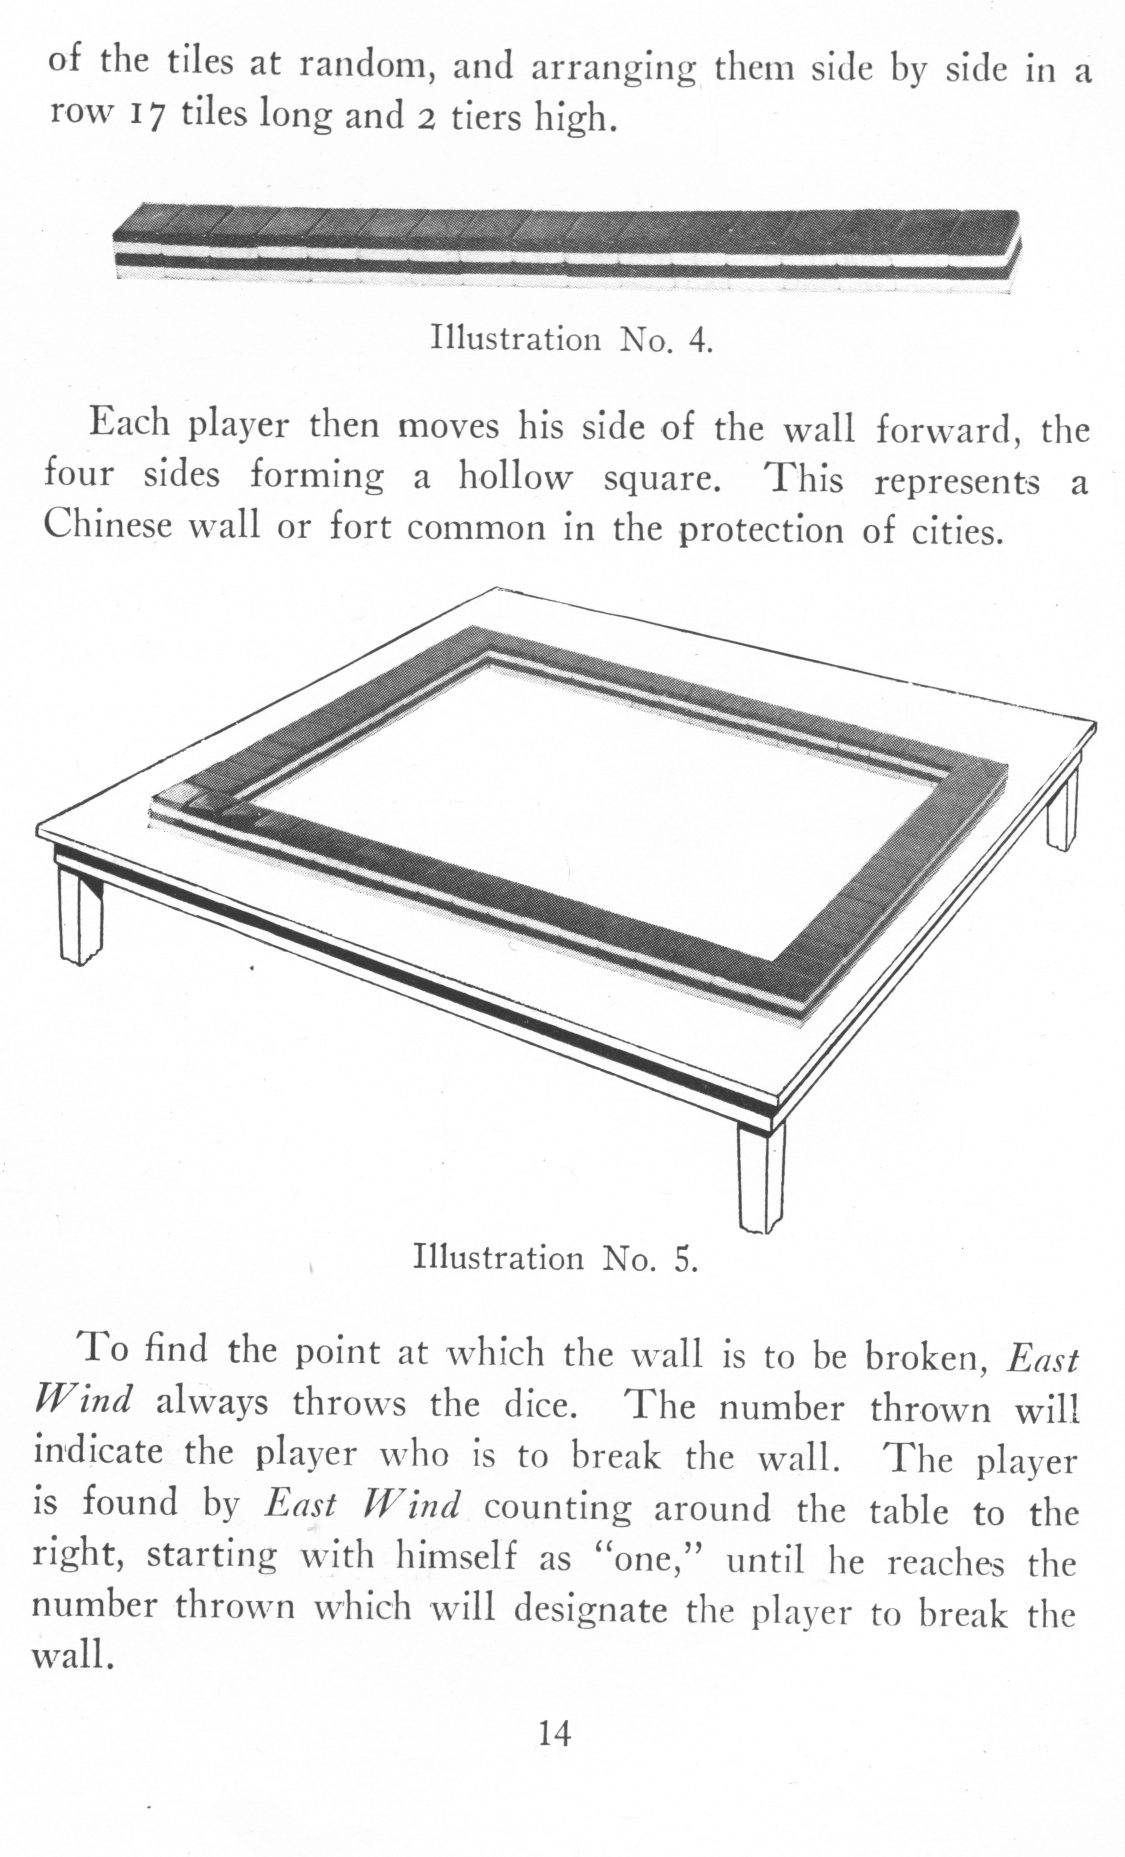 of the tiles at random, and arranging them side by side in a
row 17 tiles long and 2 tiers high.
Illustration No. 4.
Each player then moves his side of the wall forward, the
four sides forming a hollow square. This represents a
Chinese wall or fort common in the protection of cities.
Illustration No. 5.
To find the point at which the wall is to be broken, East
Wind always throws the dice. The number thrown will
indicate the player who is to break the wall. The player
is found by East Wind counting around the table to the
right, starting with himself as “one,” until he reaches the
number thrown which will designate the player to break the
wall.
14